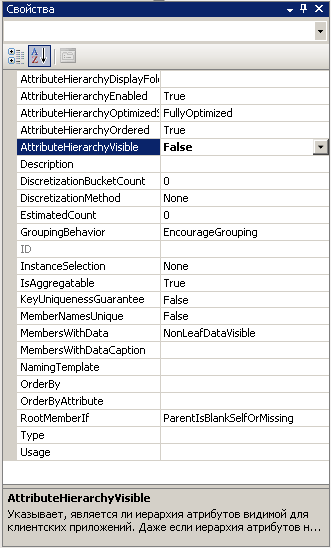 Свойства
AttributeHierarchyDisplayFol
AttributeHierarchyEnabled True
AttributeHierarchyOptimizedS FullyOptimized
AttributeHierarchyOrdered True
AttributeHierarchyVisible False
Description
DiscretizationBucketCount 0
DiscretizationMethod None
EstimatedCount 0
GroupingBehavior EncourageGrouping
ID
InstanceSelection None
IsAggregatable True
KeyUniquenessGuarantee False
MemberNamesUnique False
MembersWithData NonLeafDataVisible
MembersWithDataCaption
NamingTemplate
OrderBy
OrderByAttribute
RootMemberIf ParentIsBlankSelfOrMissing
Type
Usage
AttributeHierarchyVisible
Указывает, является ли иерархия атрибутов видимой для
клиентских приложений. Даже если иерархия атрибутов н...